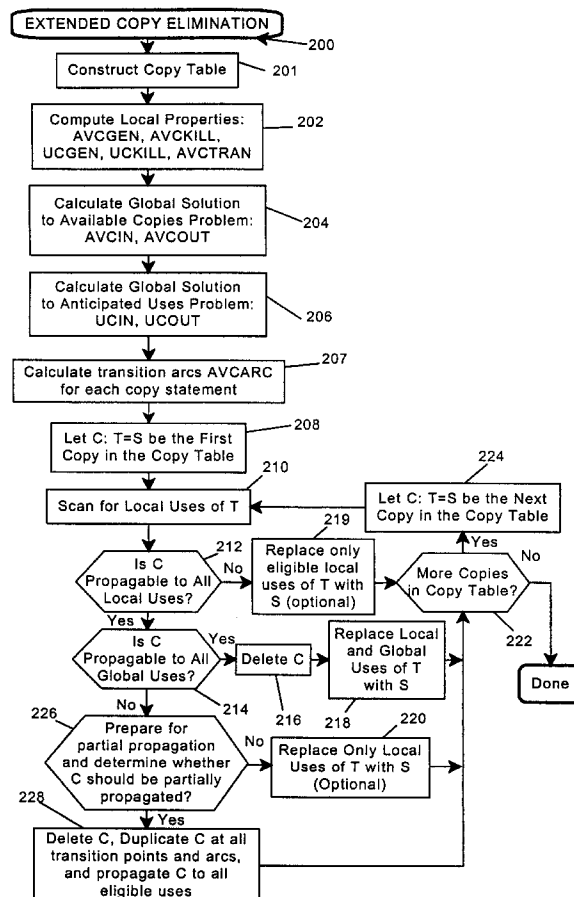 EXTENDED COPY ELIMINATION
200
Construct Copy Table
201
Compute Local Properties:
AVCGEN, AVCKILL,
UCGEN, UCKILL, AVCTRAN
202
Calculate Global Solution
to Available Copies Problem:
AVCIN, AVCOUT
204
Calculate Global Solution
to Anticipated Uses Problem:
UCIN, UCOUT
206
207
Calculate transition arcs AVCARC
for each copy statement
208
Let C: T=S be the First
Copy in the Copy Table
210
Scan for Local Uses of T
224
Let C: T=S be the Next
Copy in the Copy Table
212
Is C
Propagable to All
Local Uses?
No
219
Replace only
eligible local
uses of T with
S (optional)
Yes
No
More Copies
in Copy Table?
222
Yes
Is C
Propagable to All
Global Uses?
214
Yes
Delete C
216
Replace Local
and Global
Uses of T
with S
218
Done
No
226
Prepare for
partial propagation
and determine whether
C should be partially
propagated?
No
220
Replace Only Local
Uses of T with S
(Optional)
228
Yes
Delete C, Duplicate C at all
transition points and arcs,
and propagate C to all
eligible uses